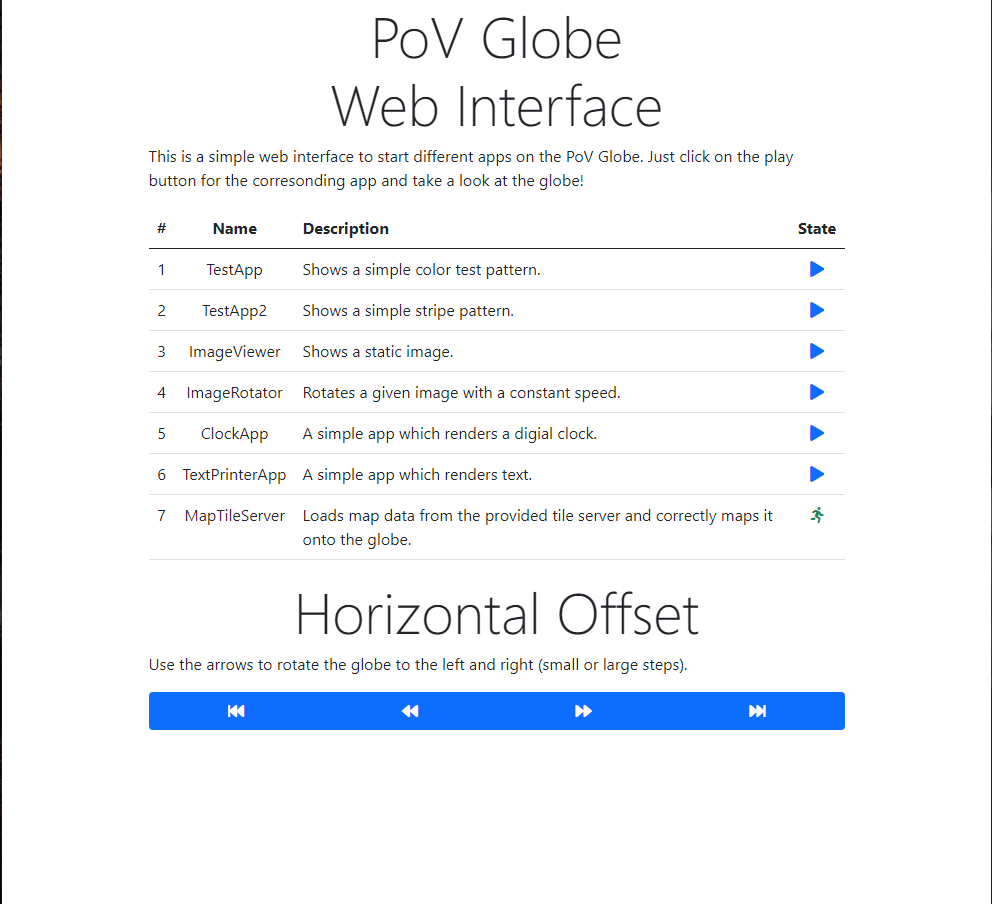 PoV Globe
Web Interface
This is a simple web interface to start different apps on the PoV Globe. Just click on the play
button for the corresonding app and take a look at the globe!
# Name Description State
1 TestApp Shows a simple color test pattern.
2 TestApp2 Shows a simple stripe pattern.
3 ImageViewer Shows a static image.
4 ImageRotator Rotates a given image with a constant speed.
5 ClockApp A simple app which renders a digial clock.
6 TextPrinterApp A simple app which renders text.
7 MapTileServer Loads map data from the provided tile server and correctly maps it
onto the globe.
Horizontal Offset
Use the arrows to rotate the globe to the left and right (small or large steps).